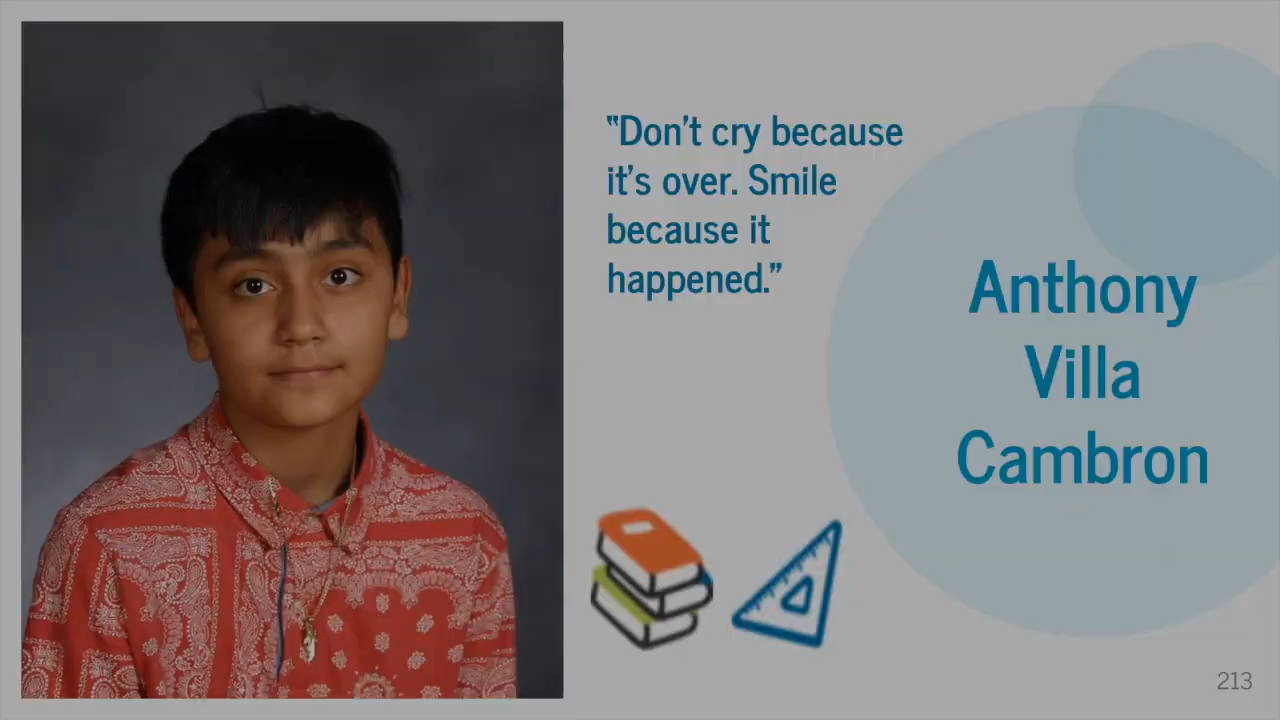 “Don’t cry because
it’s over. Smile
because it
happened.”
Anthony
Villa
Cambron
213